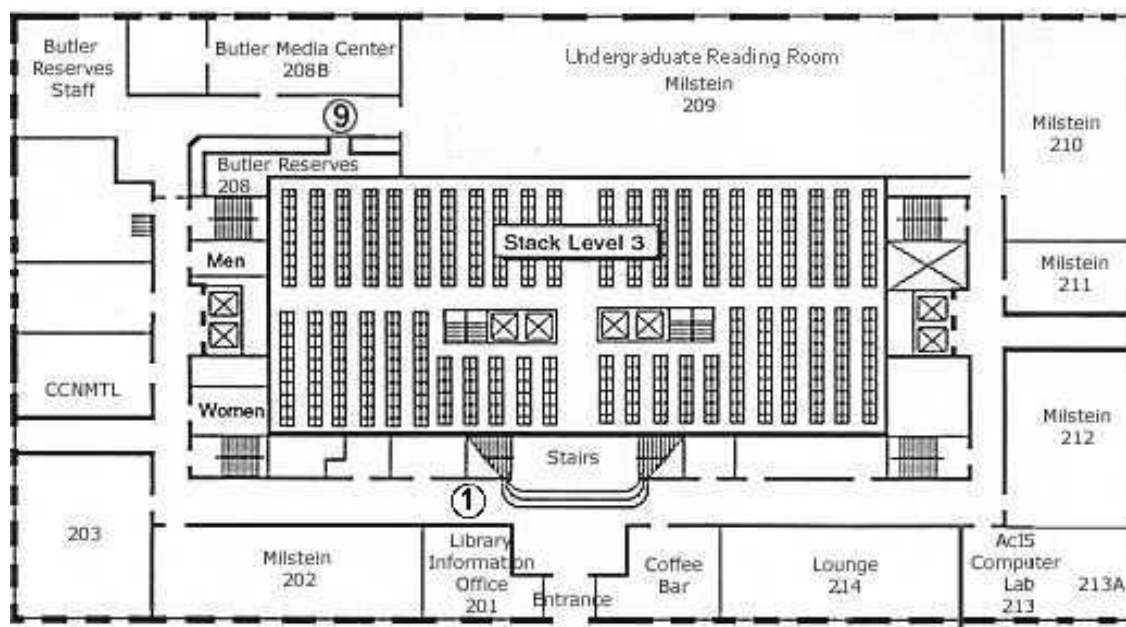 Butler
Reserves
Staff
Butler Media Center
208B
Undergraduate Reading Room
Milstein
209
Milstein
210
9
Butler Reserves
208
Stack Level 3
Men
Milstein
211
CCNMTL
Women
Milstein
212
Stairs
1
203
Milstein
202
Library
Information
Office
201
Entrance
Coffee
Bar
Lounge
214
AcIS
Computer
Lab
213
213A